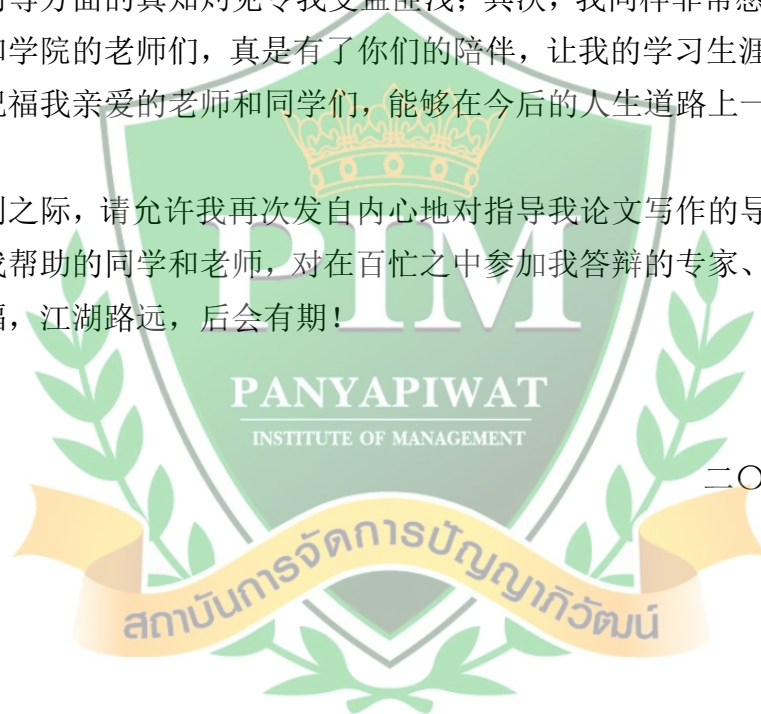 等方面的真知灼见令我受益匪浅；其次，我同样非常感
学院的老师们，真是有了你们的陪伴，让我的学习生涯
福我亲爱的老师和同学们，能够在今后的人生道路上一
之际，请允许我再次发自内心地对指导我论文写作的导
帮助的同学和老师，对在百忙之中参加我答辩的专家、
，江湖路远，后会有期！
PIM
PANYAPIWAT
INSTITUTE OF MANAGEMENT
二〇
สถาบันการจัดการปัญญาภิวัฒน์